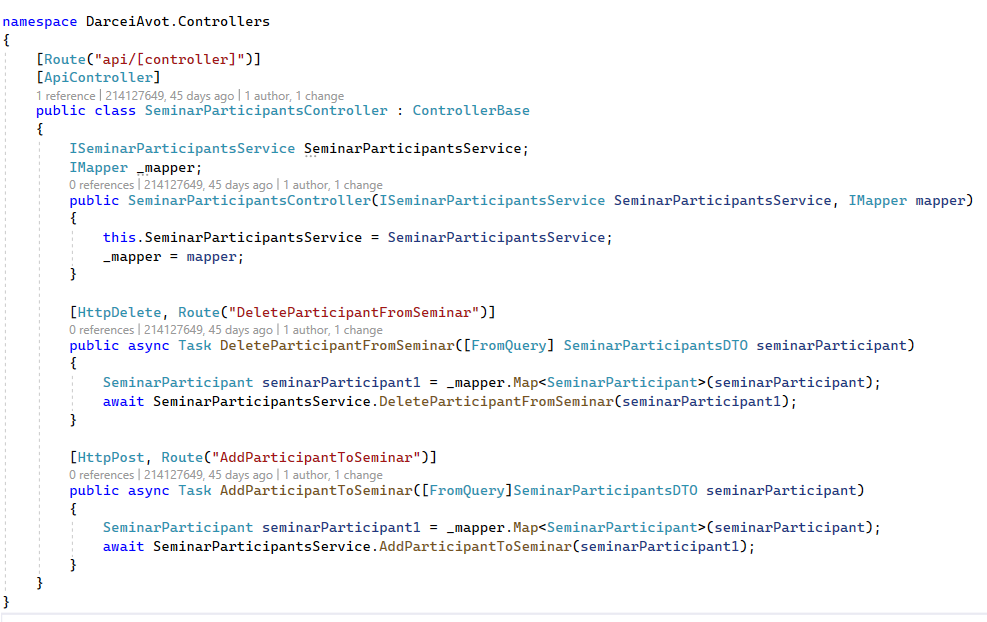 namespace DarceiAvot.Controllers
{
[Route("api/[controller]")]
[ApiController]
1 reference | 214127649, 45 days ago | 1 author, 1 change
public class SeminarParticipantsController : ControllerBase
{
ISeminarParticipantsService SeminarParticipantsService;
IMapper _mapper;
0 references | 214127649, 45 days ago | 1 author, 1 change
public SeminarParticipantsController(ISeminarParticipantsService SeminarParticipantsService, IMapper mapper)
{
this.SeminarParticipantsService = SeminarParticipantsService;
_mapper = mapper;
}
[HttpDelete, Route("DeleteParticipantFromSeminar")]
0 references | 214127649, 45 days ago | 1 author, 1 change
public async Task DeleteParticipantFromSeminar([FromQuery] SeminarParticipantsDTO seminarParticipant)
{
SeminarParticipant seminarParticipant1 = _mapper.Map<SeminarParticipant>(seminarParticipant);
await SeminarParticipantsService.DeleteParticipantFromSeminar(seminarParticipant1);
}
[HttpPost, Route("AddParticipantToSeminar")]
0 references | 214127649, 45 days ago | 1 author, 1 change
public async Task AddParticipantToSeminar([FromQuery]SeminarParticipantsDTO seminarParticipant)
{
SeminarParticipant seminarParticipant1 = _mapper.Map<SeminarParticipant>(seminarParticipant);
await SeminarParticipantsService.AddParticipantToSeminar(seminarParticipant1);
}
}
}